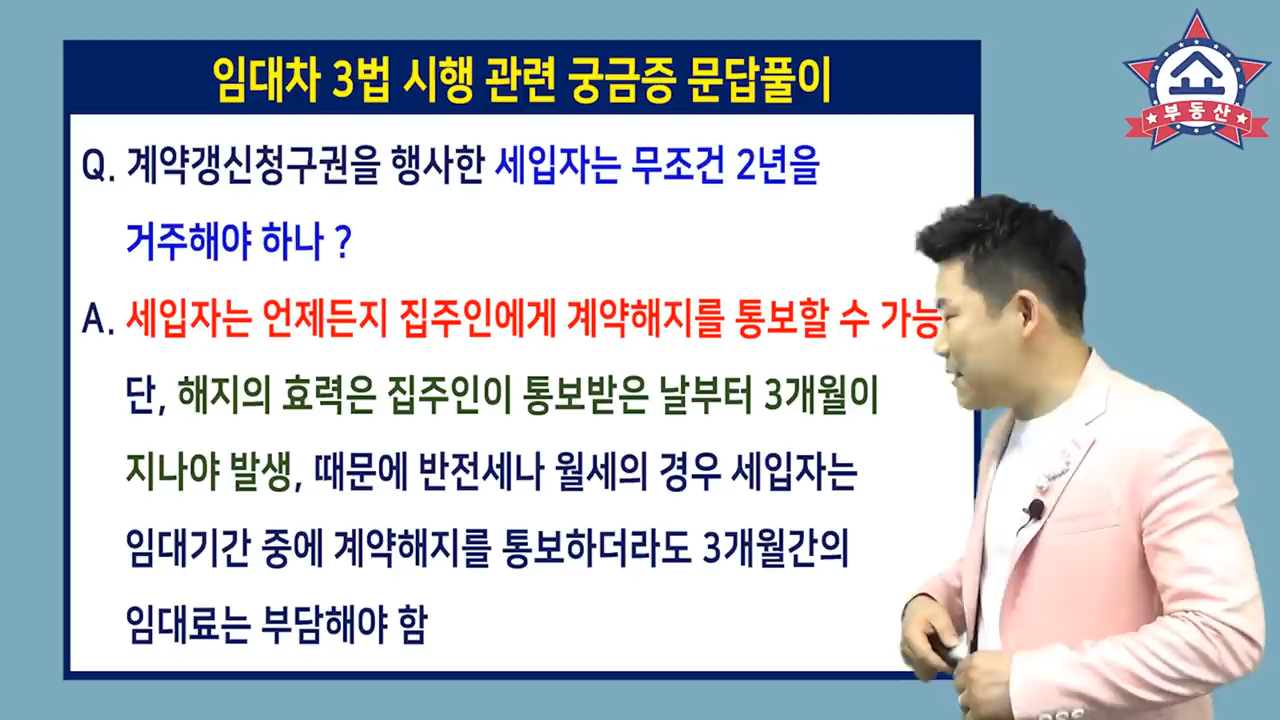 임대차 3법 시행 관련 궁금증 문답풀이
쇼
부동산
Q. 계약갱신청구권을 행사한 세입자는 무조건 2년을
거주해야 하나 ?
A. 세입자는 언제든지 집주인에게 계약해지를 통보할 수 가능
단, 해지의 효력은 집주인이 통보받은 날부터 3개월이
지나야 발생, 때문에 반전세나 월세의 경우 세입자는
임대기간 중에 계약해지를 통보하더라도 3개월간의
임대료는 부담해야 함